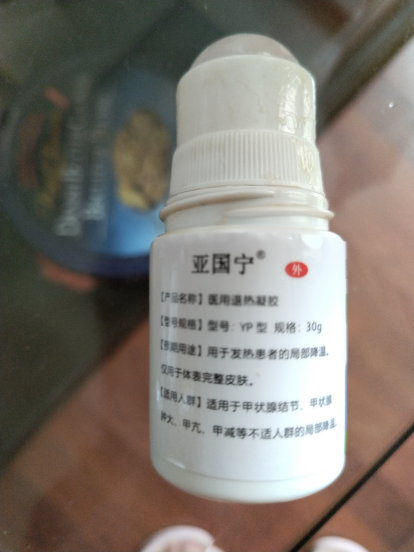 亚国宁®
外
【产品名称】医用退热凝胶
【型号规格】型号：YP型 规格：30g
【预期用途】用于发热患者的局部降温。
仅用于体表完整皮肤。
【适用人群】适用于甲状腺结节、甲状腺
肿大、甲亢、甲减等不适人群的局部降温。